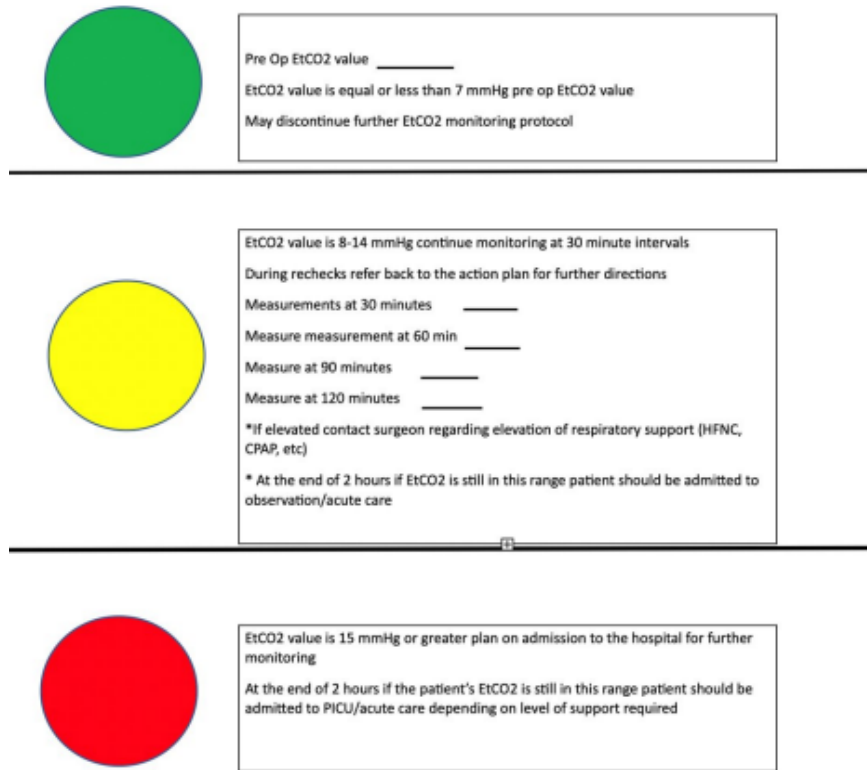 Pre Op EtCO2 value
EtCO2 value is equal or less than 7 mmHg pre op EtCO2 value
May discontinue further EtCO2 monitoring protocol
EtCO2 value is 8-14 mmHg continue monitoring at 30 minute intervals
During rechecks refer back to the action plan for further directions
Measurements at 30 minutes
Measure measurement at 60 min
Measure at 90 minutes
Measure at 120 minutes
*If elevated contact surgeon regarding elevation of respiratory support (HFNC,
CPAP, etc)
* At the end of 2 hours if EtCO2 is still in this range patient should be admitted to
observation/acute care
EtCO2 value is 15 mmHg or greater plan on admission to the hospital for further
monitoring
At the end of 2 hours if the patient's EtCO2 is still in this range patient should be
admitted to PICU/acute care depending on level of support required